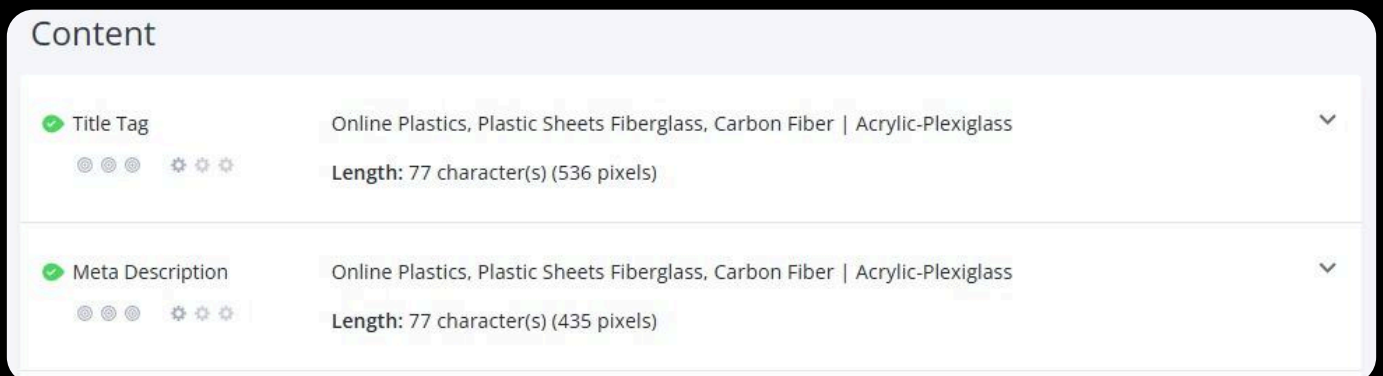 Content
Title Tag
Online Plastics, Plastic Sheets Fiberglass, Carbon Fiber | Acrylic-Plexiglass
Length: 77 character(s) (536 pixels)
Meta Description
Online Plastics, Plastic Sheets Fiberglass, Carbon Fiber | Acrylic-Plexiglass
Length: 77 character(s) (435 pixels)